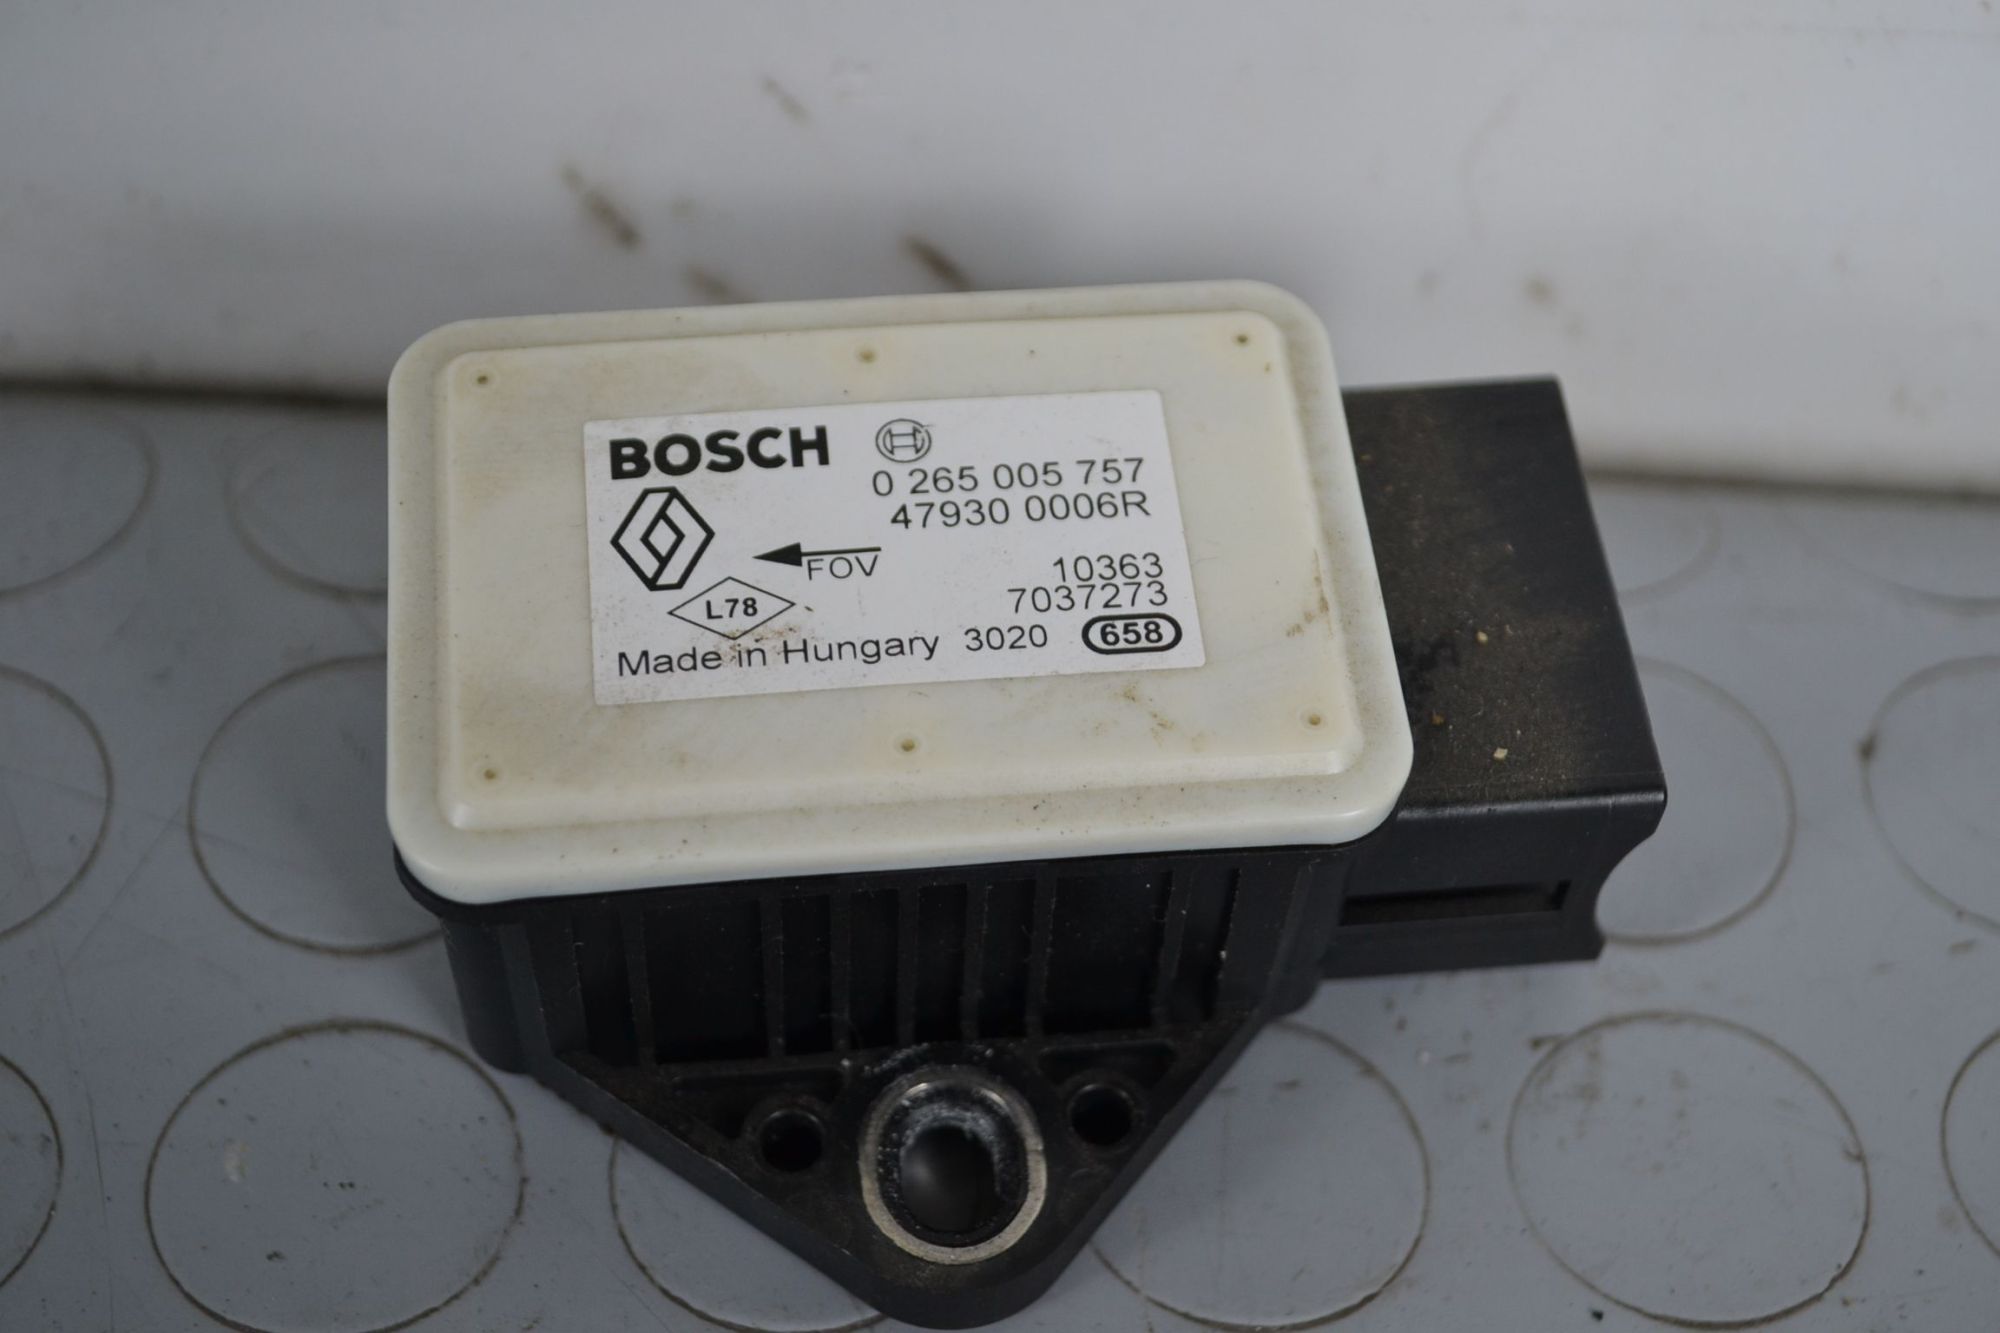 BOSCH
0 265 005 757
47930 0006R
FOV
10363
L78
7037273
Made in Hungary 3020 658